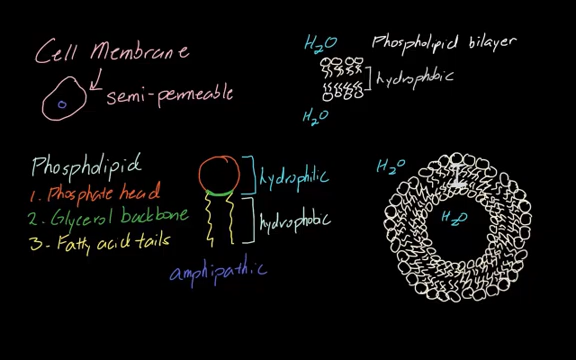 Cell Membrane
semi-permeable
H2O
Phospholipid bilayer
hydrophobic
H2O
Phospholipid
1. Phosphate head
2. Glycerol backbone
3. Fatty acid tails
hydrophilic
hydrophobic
amphipathic
H2O
H2O